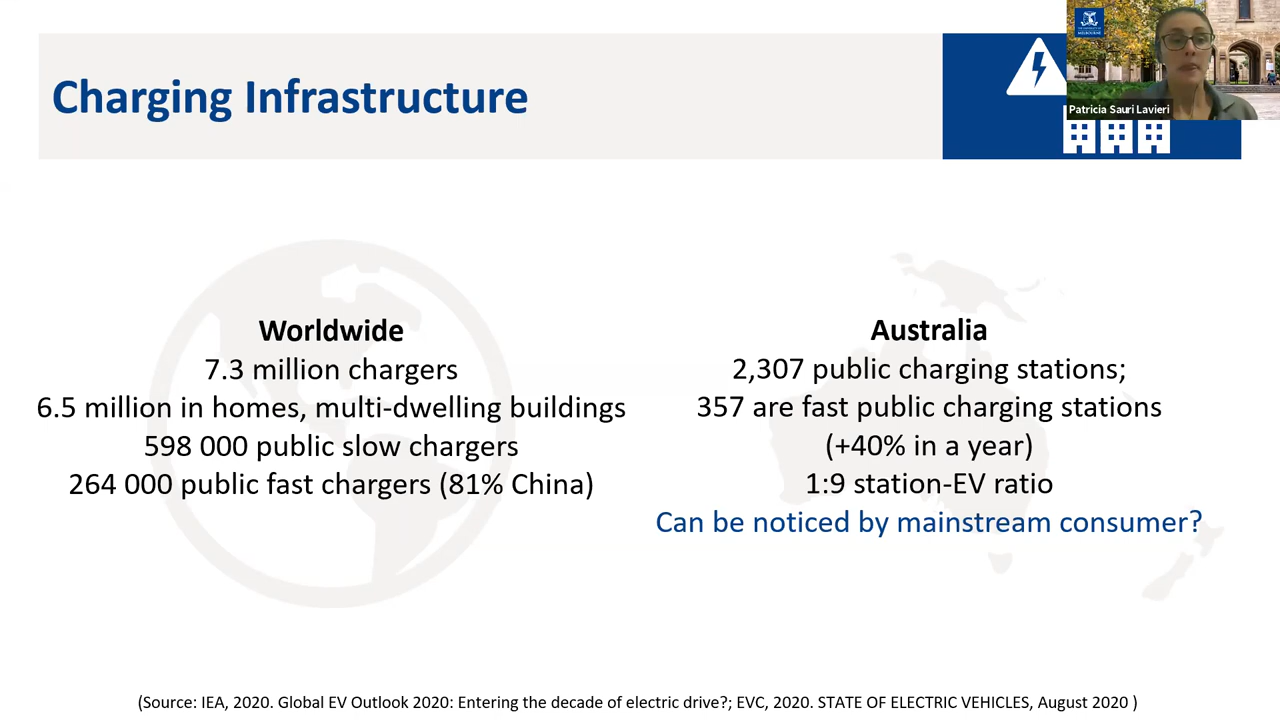 Charging Infrastructure
MELBOURNE
Patricia Sauri Lavieri
Worldwide
7.3 million chargers
6.5 million in homes, multi-dwelling buildings
598 000 public slow chargers
264 000 public fast chargers (81% China)
Australia
2,307 public charging stations;
357 are fast public charging stations
(+40% in a year)
1:9 station-EV ratio
Can be noticed by mainstream consumer?
(Source: IEA, 2020. Global EV Outlook 2020: Entering the decade of electric drive?; EVC, 2020. STATE OF ELECTRIC VEHICLES, August 2020 )